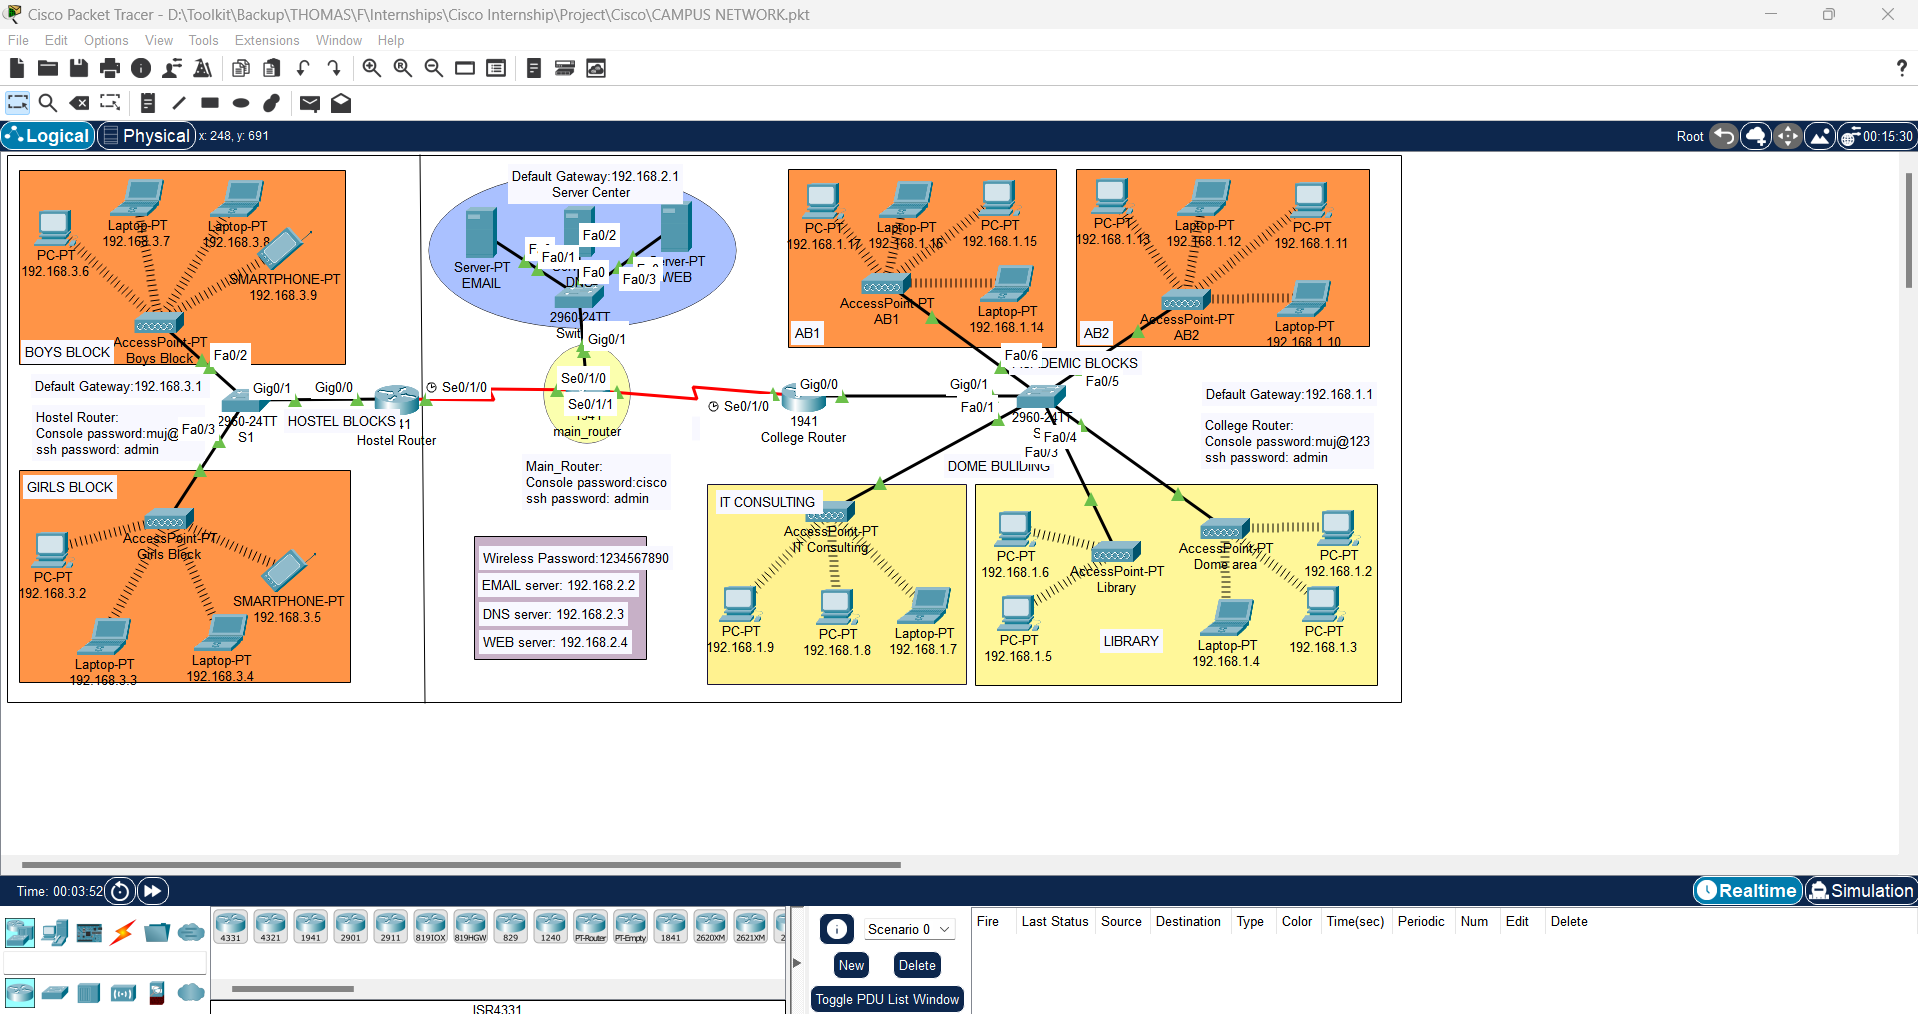 Cisco Packet Tracer - D:\Toolkit\Backup\THOMAS\F\Internships\Cisco Internship\Project\Cisco\CAMPUS NETWORK.pkt
File Edit Options View Tools Extensions Window Help
?
Logical Physical x: 248, y: 691 Root 00:15:30
Laptop-PT
192.168.3.7
Laptop-PT
192.168.3.8
PC-PT
192.168.3.6
SMARTPHONE-PT
192.168.3.9
AccessPoint-PT
Boys Block
BOYS BLOCK
Fa0/2
Default Gateway:192.168.3.1
Hostel Router:
Console password:muj@
ssh password: admin
Fa0/3
2960-24TT
S1
Gig0/1
Gig0/0
HOSTEL BLOCKS
Hostel Router
Se0/1/0
GIRLS BLOCK
AccessPoint-PT
Girls Block
PC-PT
192.168.3.2
SMARTPHONE-PT
192.168.3.5
Laptop-PT
192.168.3.3
Laptop-PT
192.168.3.4
Default Gateway:192.168.2.1
Server Center
Server-PT
EMAIL
Fa0/1
Fa0/2
Fa0
Fa0/3
WEB
2960-24TT
Gig0/1
Se0/1/0
Se0/1/1
main_router
Main_Router:
Console password:cisco
ssh password: admin
Wireless Password:1234567890
EMAIL server: 192.168.2.2
DNS server: 192.168.2.3
WEB server: 192.168.2.4
Se0/1/0
Gig0/0
1941
College Router
Gig0/1
Fa0/1
2960-24TT
Fa0/6
Fa0/5
Fa0/4
Fa0/3
BLOCKS
DOME BULIDING
PC-PT
192.168.1.17
Laptop-PT
192.168.1.16
PC-PT
192.168.1.15
AccessPoint-PT
AB1
Laptop-PT
192.168.1.14
AB1
PC-PT
192.168.1.13
Laptop-PT
192.168.1.12
PC-PT
192.168.1.11
AccessPoint-PT
AB2
Laptop-PT
192.168.1.10
AB2
Default Gateway:192.168.1.1
College Router:
Console password:muj@123
ssh password: admin
IT CONSULTING
AccessPoint-PT
IT Consulting
PC-PT
192.168.1.9
PC-PT
192.168.1.8
Laptop-PT
192.168.1.7
PC-PT
192.168.1.6
AccessPoint-PT
Library
PC-PT
192.168.1.5
LIBRARY
AccessPoint-PT
Dome area
PC-PT
192.168.1.2
Laptop-PT
192.168.1.4
PC-PT
192.168.1.3
Time: 00:03:52 Realtime Simulation
4331 4321 1941 2901 2911 819IOX 819HGW 829 1240 PT-Router PT-Empty 1841 2620XM 2621XM
ISR4331
Scenario 0
New Delete
Toggle PDU List Window
Fire Last Status Source Destination Type Color Time(sec) Periodic Num Edit Delete